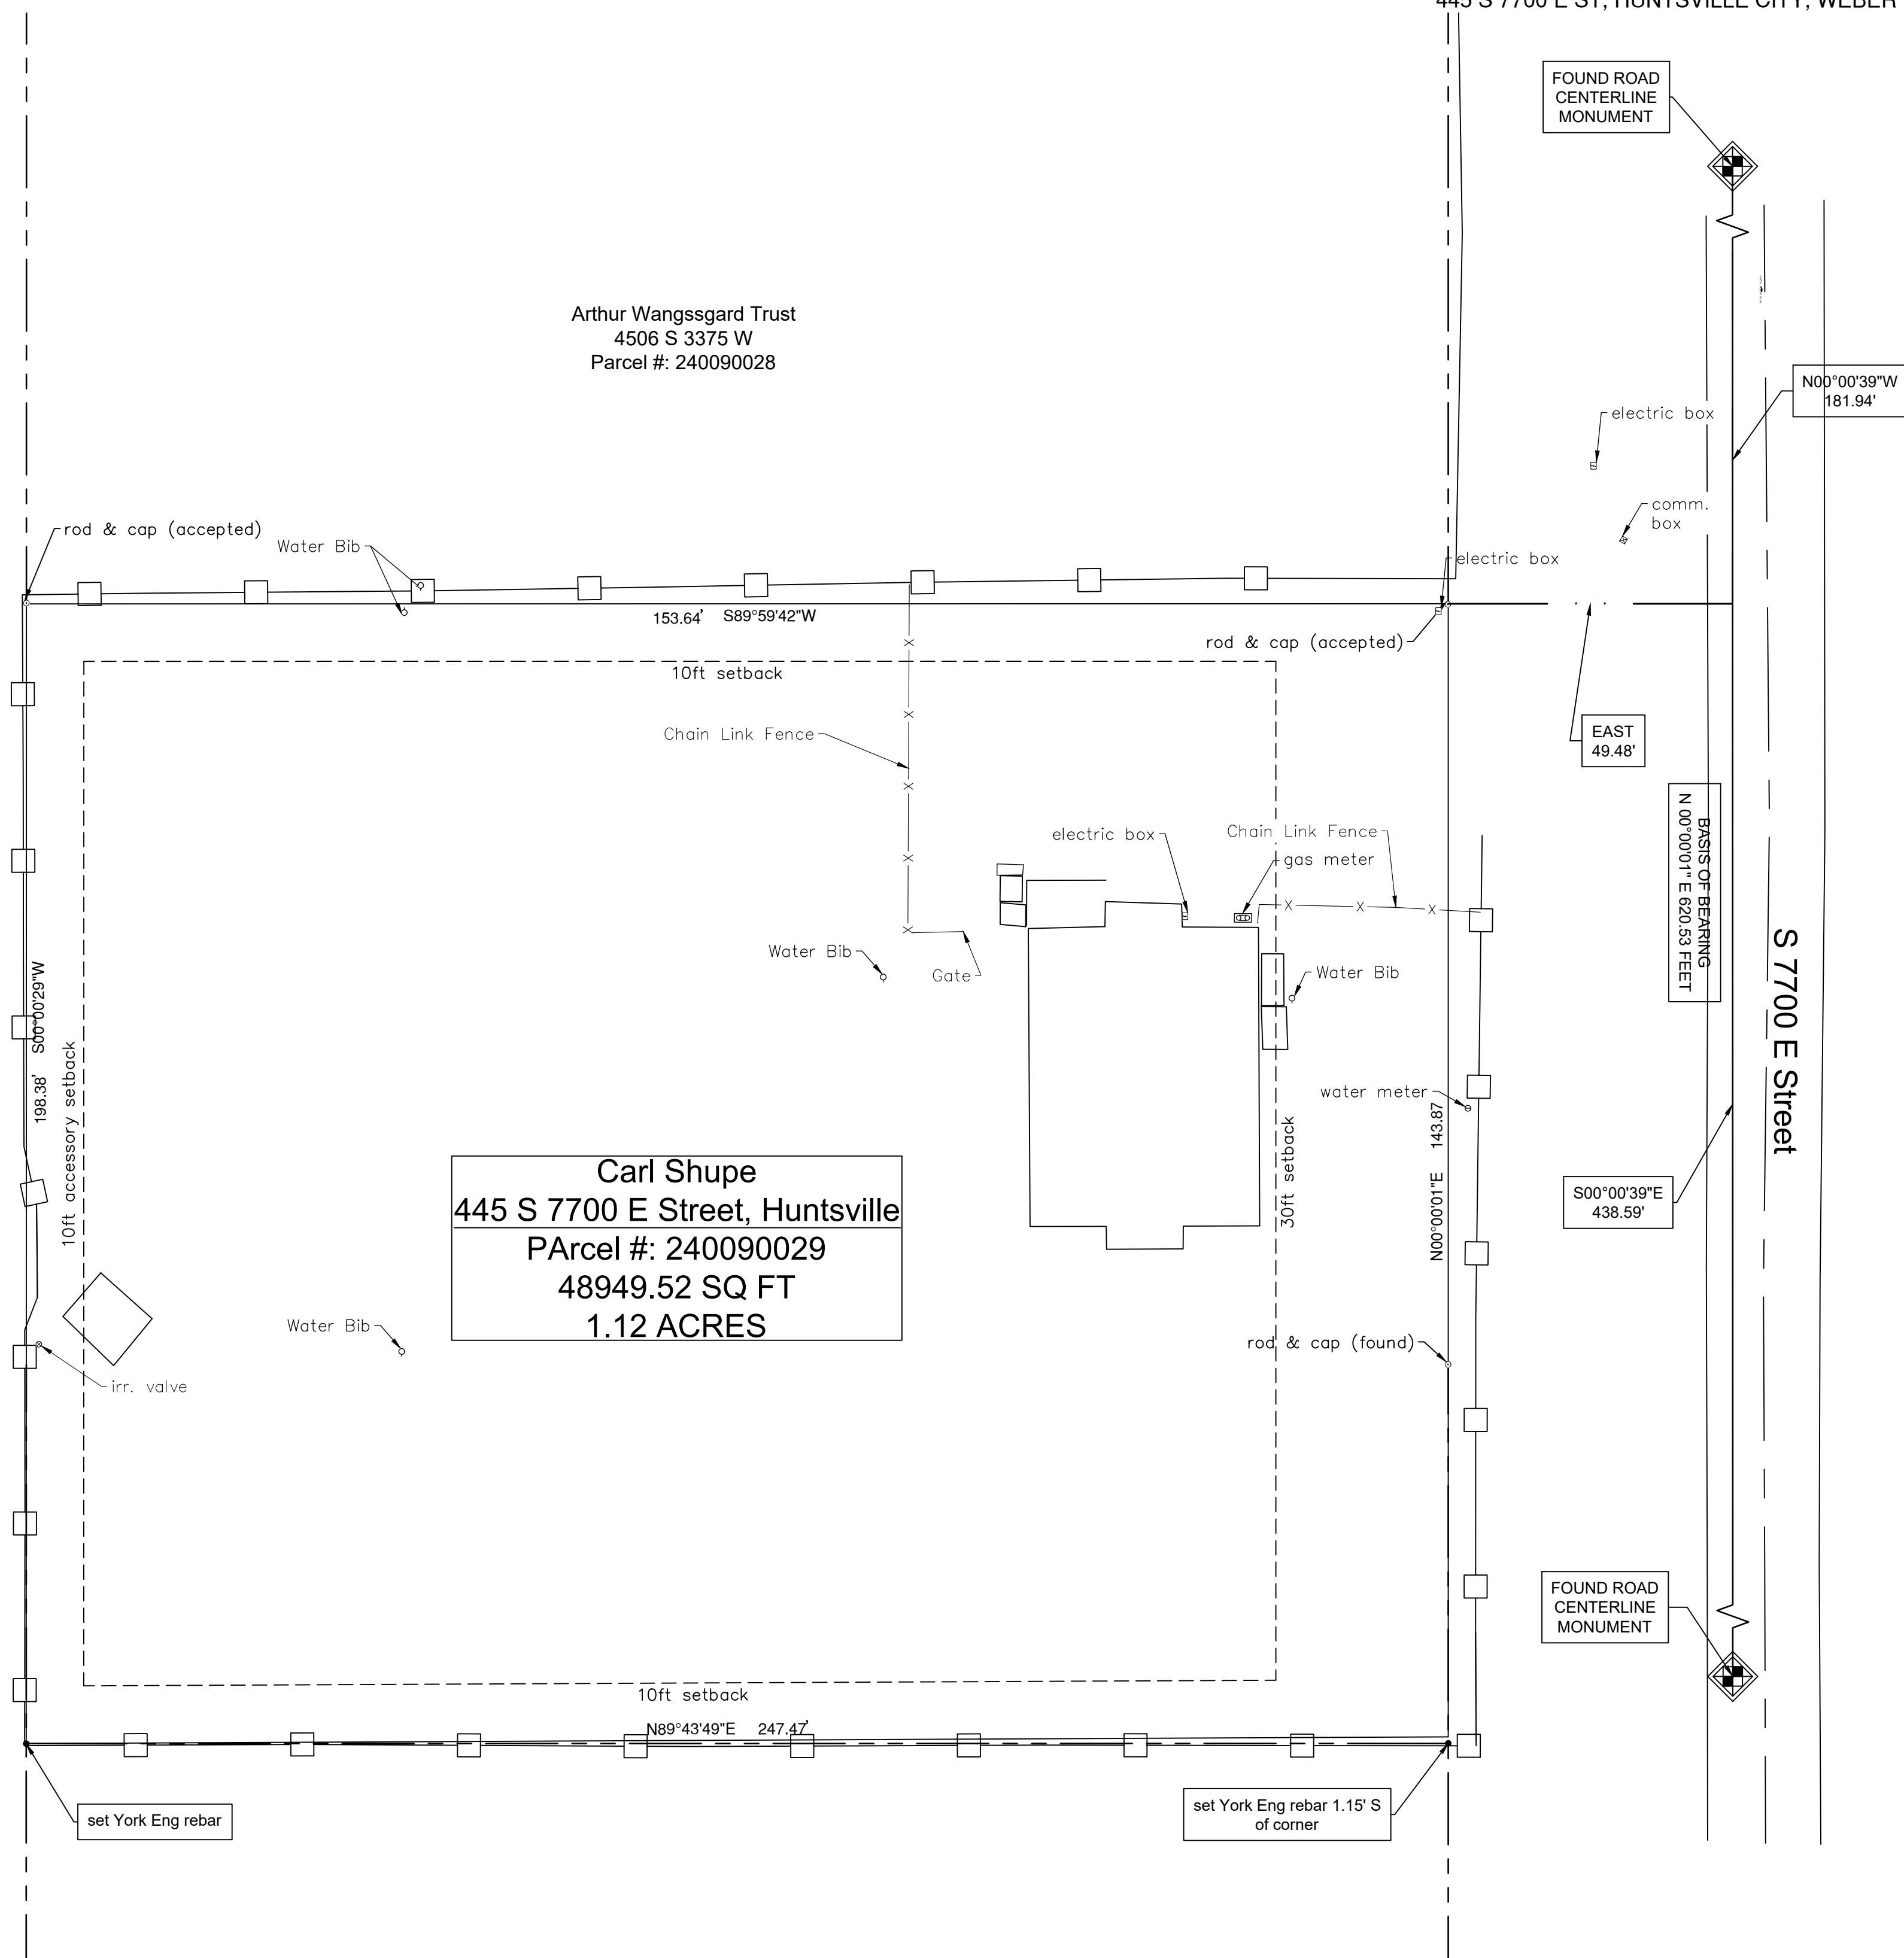 445 S 7700 E ST, HUNTSVILLE CITY, WEBER
FOUND ROAD
CENTERLINE
MONUMENT
Arthur Wangssgard Trust
4506 S 3375 W
Parcel #: 240090028
N00°00'39"W
181.94'
electric box
comm.
box
rod & cap (accepted)
Water Bib
electric box
153.64' S89°59'42"W
rod & cap (accepted)
10ft setback
Chain Link Fence
EAST
49.48'
BASIS OF BEARING
N 00°00'01" E 620.53 FEET
electric box
Chain Link Fence
gas meter
Water Bib
Gate
Water Bib
S 7700 E Street
198.38' S00°00'29"W
10ft accessory setback
water meter
N00°00'01"E 143.87
30ft setback
Carl Shupe
445 S 7700 E Street, Huntsville
PArcel #: 240090029
48949.52 SQ FT
1.12 ACRES
S00°00'39"E
438.59'
Water Bib
rod & cap (found)
irr. valve
FOUND ROAD
CENTERLINE
MONUMENT
10ft setback
N89°43'49"E 247.47'
set York Eng rebar
set York Eng rebar 1.15' S
of corner